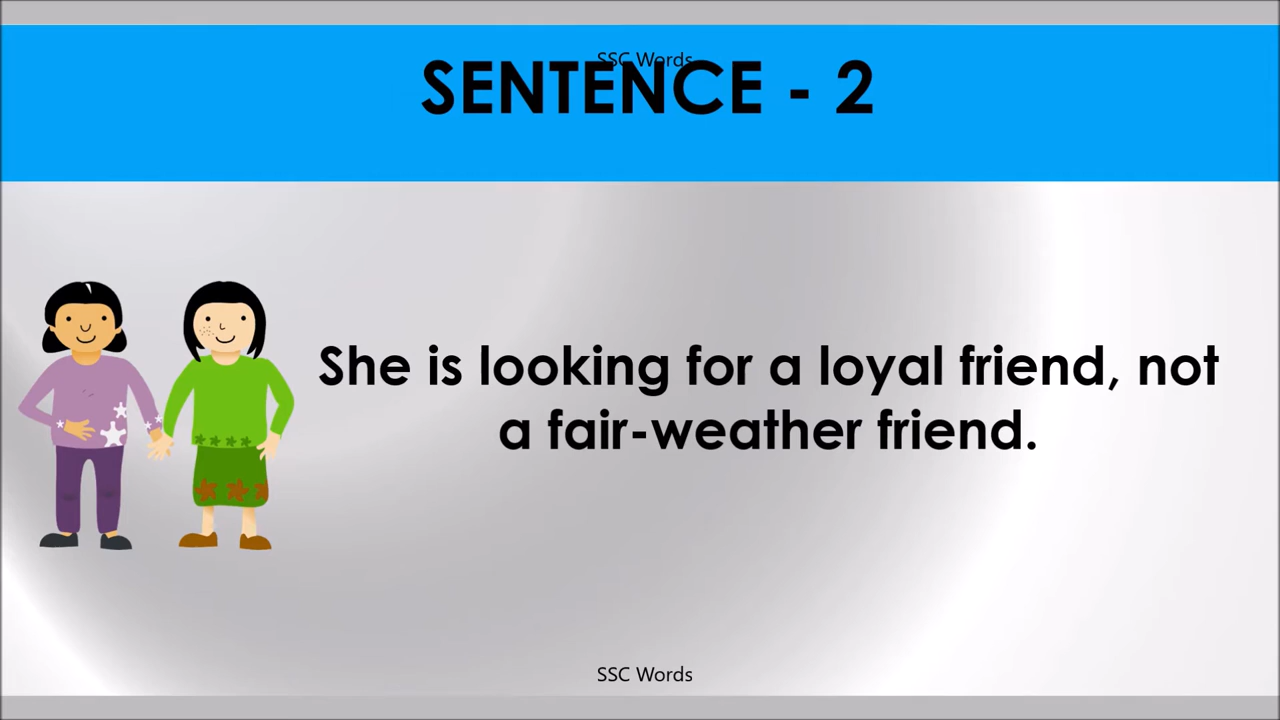 SSC Words
SENTENCE - 2
She is looking for a loyal friend, not
a fair-weather friend.
SSC Words